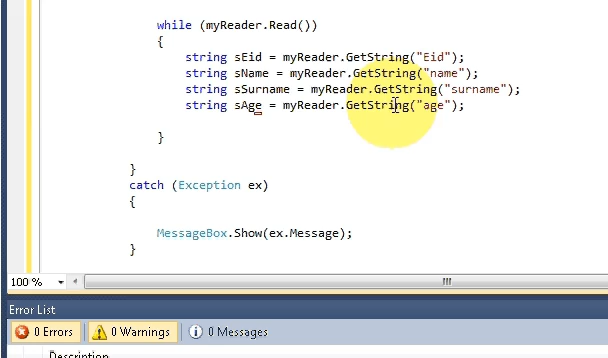 while (myReader.Read())
{
string sEid = myReader.GetString("Eid");
string sName = myReader.GetString("name");
string sSurname = myReader.GetString("surname");
string sAge = myReader.GetString("age");
}
}
catch (Exception ex)
{
MessageBox.Show(ex.Message);
}
100 %
Error List
0 Errors
0 Warnings
0 Messages
Description